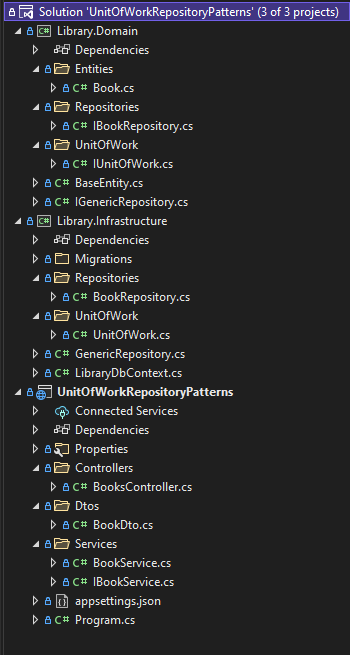 Solution 'UnitOfWorkRepositoryPatterns' (3 of 3 projects)
C# Library.Domain
Dependencies
Entities
C# Book.cs
Repositories
C# IBookRepository.cs
UnitOfWork
C# IUnitOfWork.cs
C# BaseEntity.cs
C# IGenericRepository.cs
C# Library.Infrastructure
Dependencies
Migrations
Repositories
C# BookRepository.cs
UnitOfWork
C# UnitOfWork.cs
C# GenericRepository.cs
C# LibraryDbContext.cs
UnitOfWorkRepositoryPatterns
Connected Services
Dependencies
Properties
Controllers
C# BooksController.cs
Dtos
C# BookDto.cs
Services
C# BookService.cs
C# IBookService.cs
appsettings.json
C# Program.cs